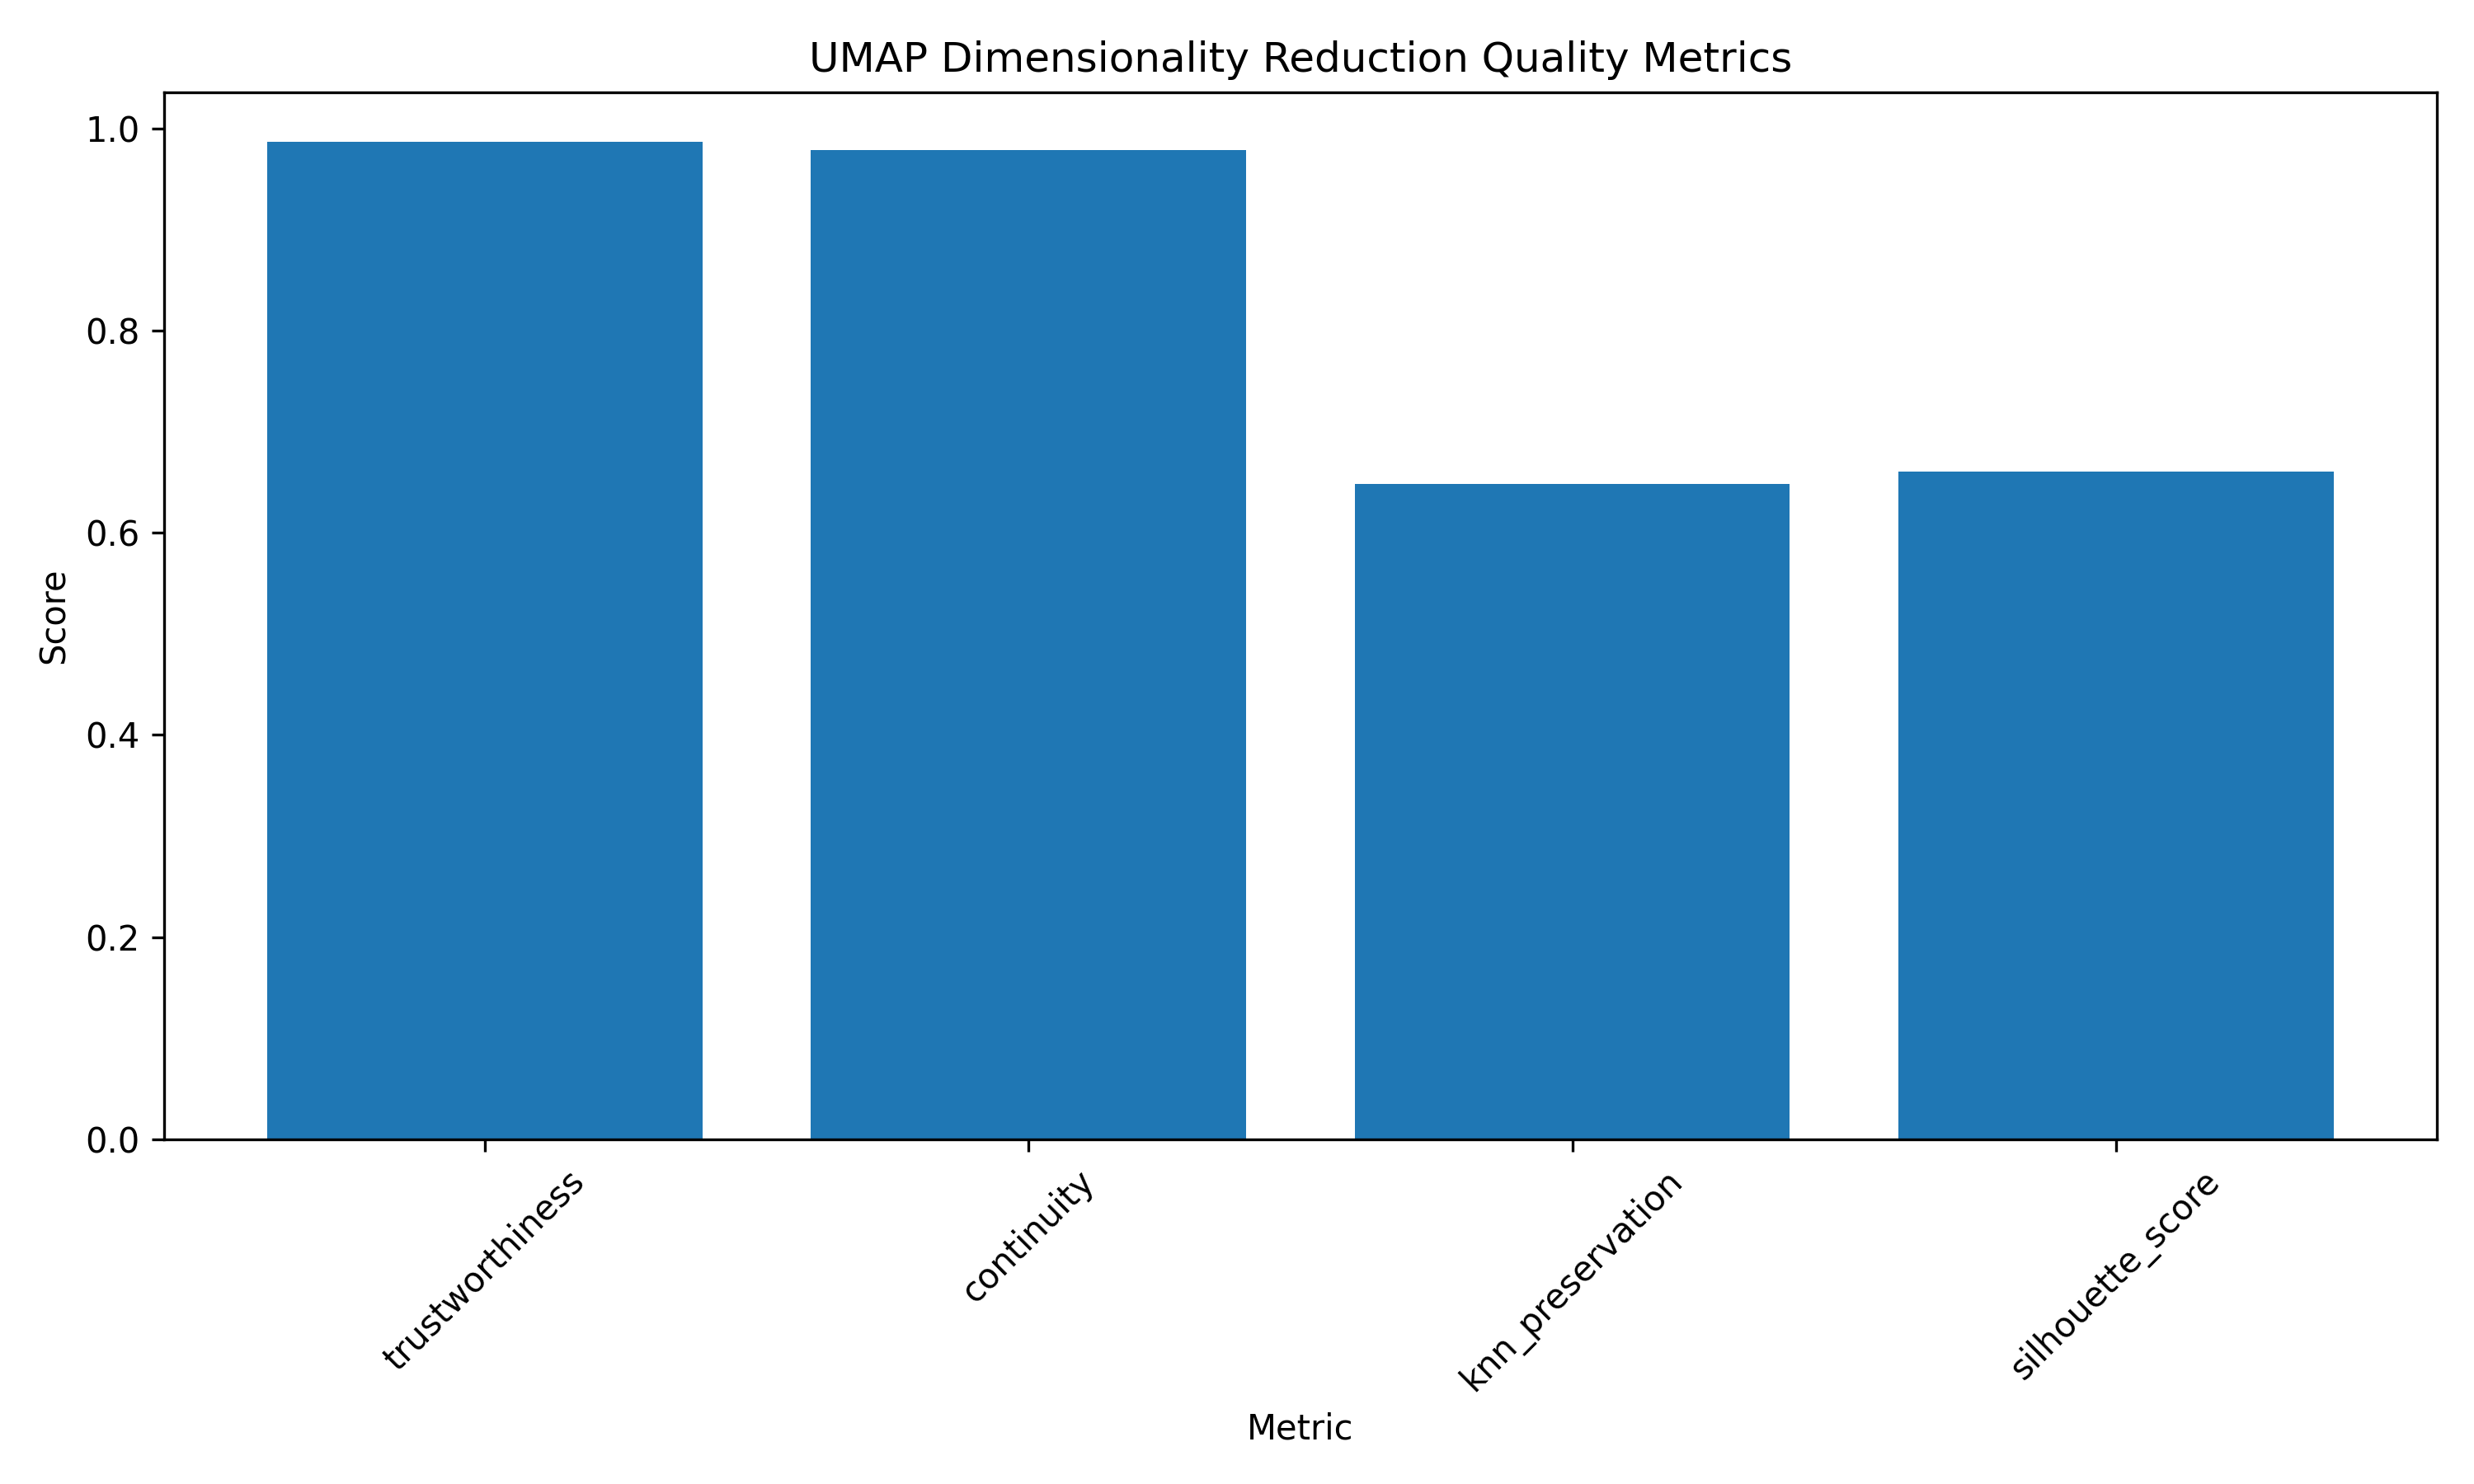 UMAP Dimensionality Reduction Quality Metrics
Score
1.0
0.8
0.6
0.4
0.2
0.0
trustworthiness
continuity
knn_preservation
silhouette_score
Metric